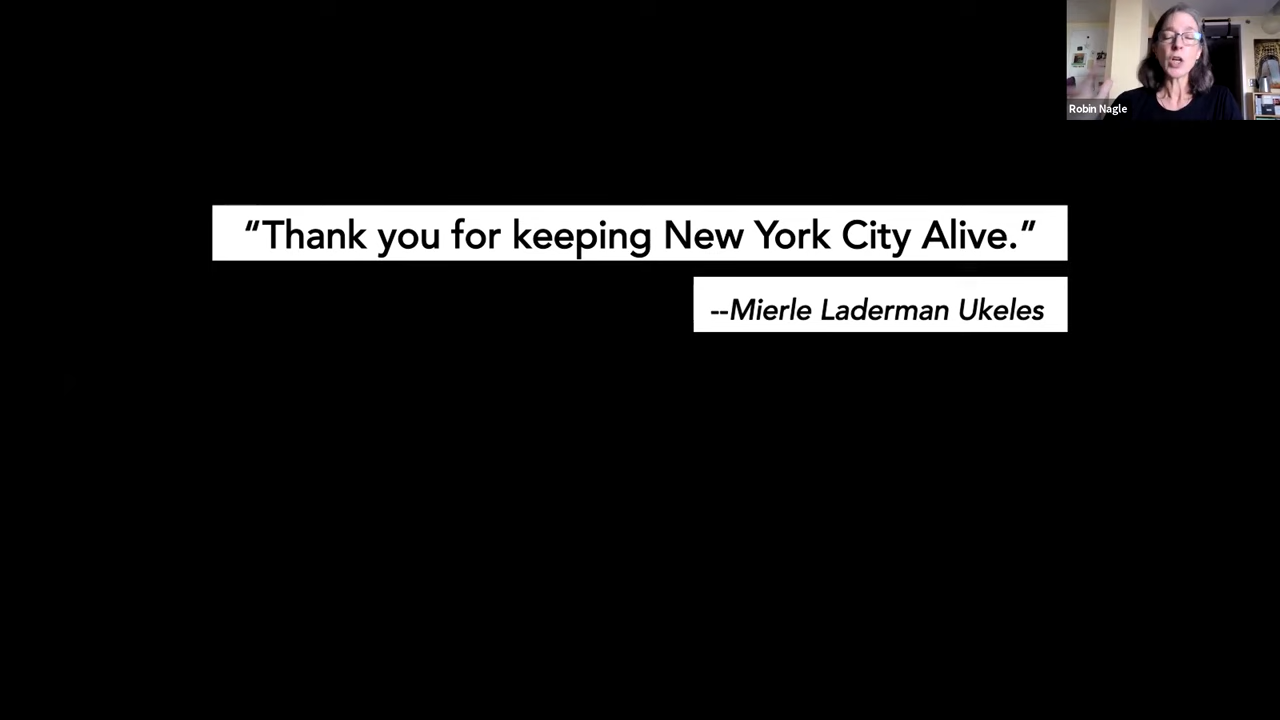 Robin Nagle
“Thank you for keeping New York City Alive.”
--Mierle Laderman Ukeles